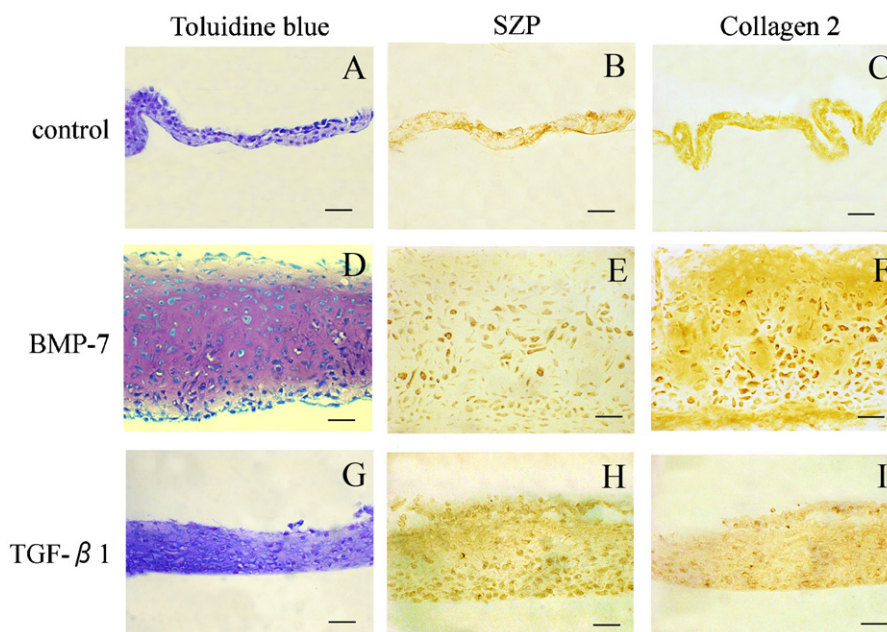 Toluidine blue SZP Collagen 2
control A B C
BMP-7 D E F
TGF-β1 G H I